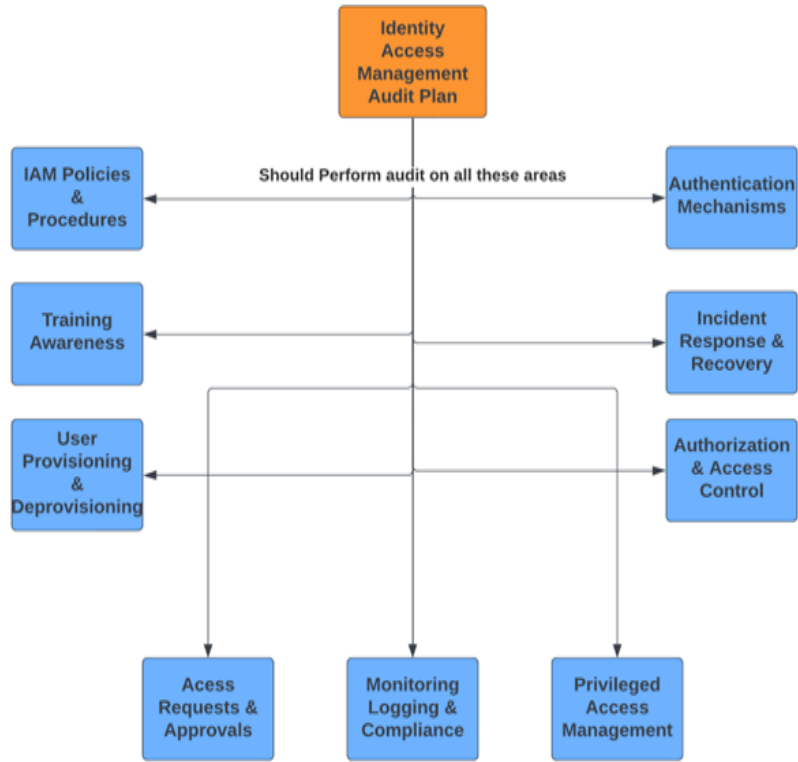 Identity
Access
Management
Audit Plan
Should Perform audit on all these areas
IAM Policies
&
Procedures
Authentication
Mechanisms
Training
Awareness
Incident
Response &
Recovery
User
Provisioning
&
Deprovisioning
Authorization
& Access
Control
Acess
Requests &
Approvals
Monitoring
Logging &
Compliance
Privileged
Access
Management